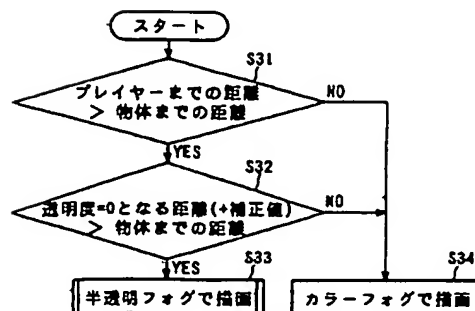 スタート
S31
プレイヤーまでの距離
> 物体までの距離
NO
YES
S32
透明度=0となる距離(+補正値)
> 物体までの距離
NO
YES
S33
半透明フォグで描画
S34
カラーフォグで描画